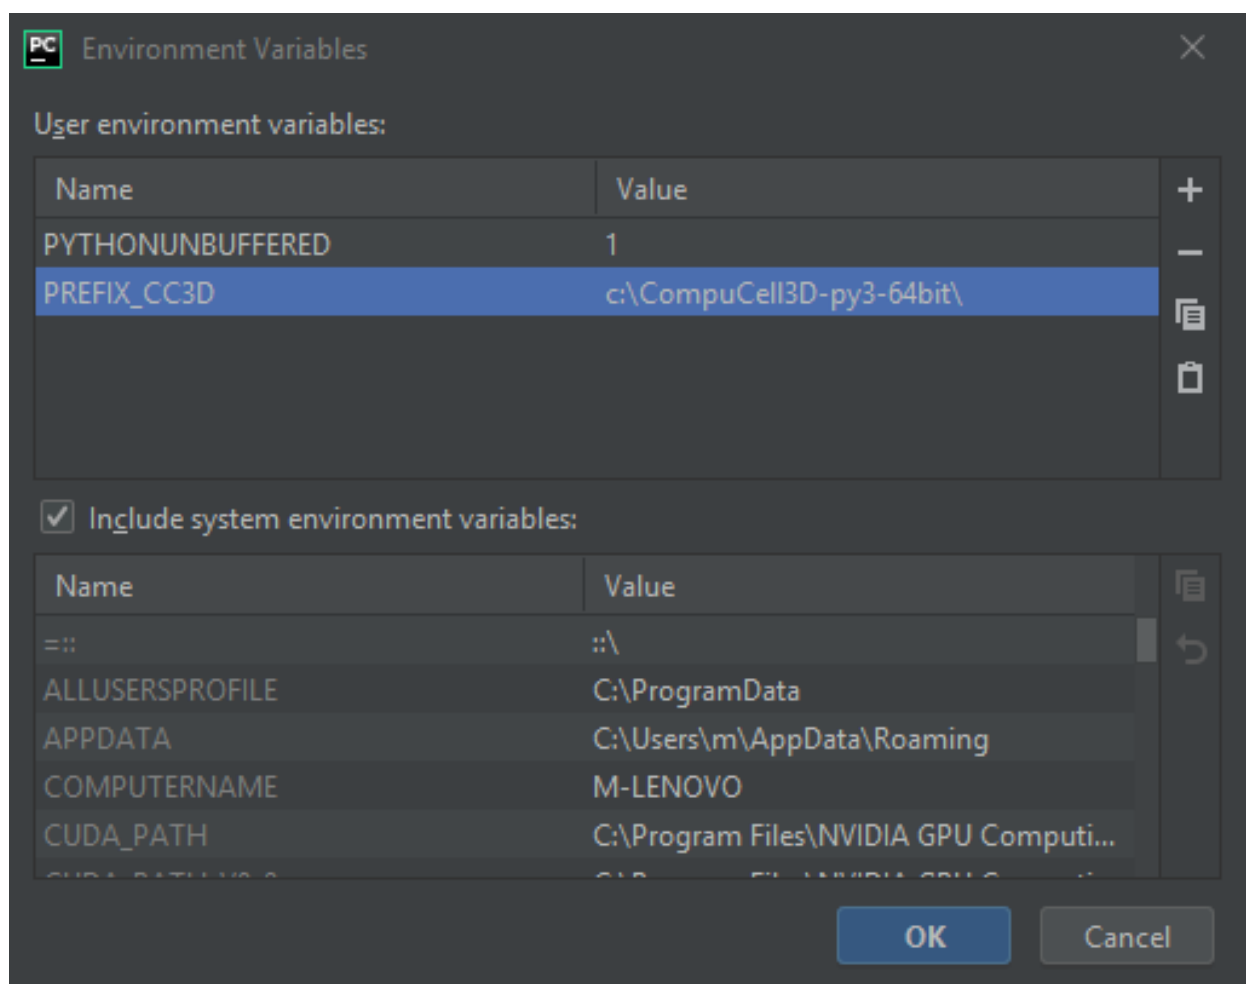 PC Environment Variables
User environment variables:
Name Value
PYTHONUNBUFFERED 1
PREFIX_CC3D c:\CompuCell3D-py3-64bit\
Include system environment variables:
Name Value
=:: ::\
ALLUSERSPROFILE C:\ProgramData
APPDATA C:\Users\m\AppData\Roaming
COMPUTERNAME M-LENOVO
CUDA_PATH C:\Program Files\NVIDIA GPU Computi...
OK Cancel